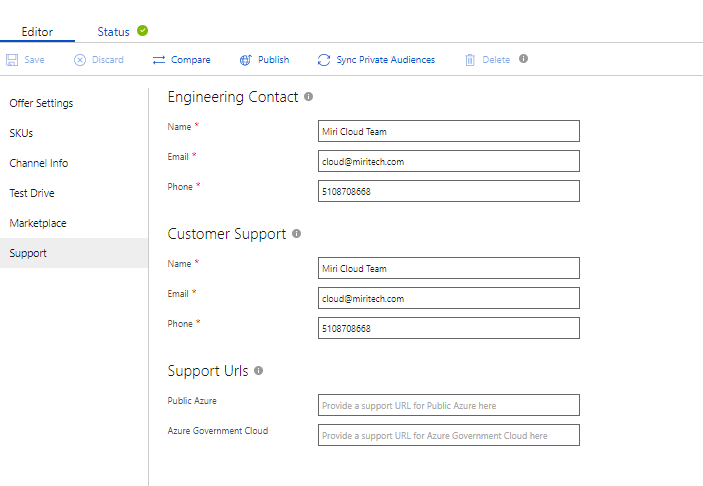 Editor Status
Save Discard Compare Publish Sync Private Audiences Delete
Offer Settings
SKUs
Channel Info
Test Drive
Marketplace
Support
Engineering Contact
Name * Miri Cloud Team
Email * cloud@miritech.com
Phone * 5108708668
Customer Support
Name * Miri Cloud Team
Email * cloud@miritech.com
Phone * 5108708668
Support Urls
Public Azure Provide a support URL for Public Azure here
Azure Government Cloud Provide a support URL for Azure Government Cloud here